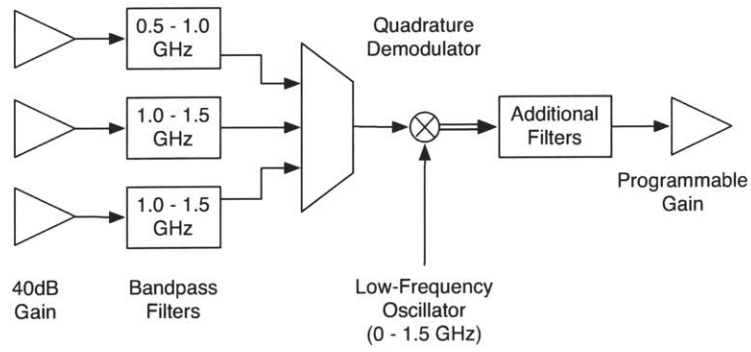 0.5 - 1.0
GHz
Quadrature
Demodulator
1.0 - 1.5
GHz
Additional
Filters
1.0 - 1.5
GHz
Programmable
Gain
40dB
Gain
Bandpass
Filters
Low-Frequency
Oscillator
(0 - 1.5 GHz)